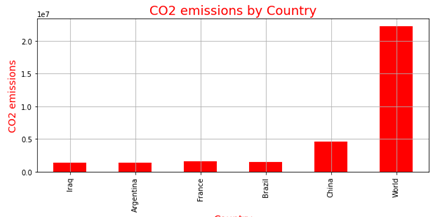 CO2 emissions by Country
1e7
2.0
1.5
1.0
0.5
0.0
CO2 emissions
Iraq
Argentina
France
Brazil
China
World